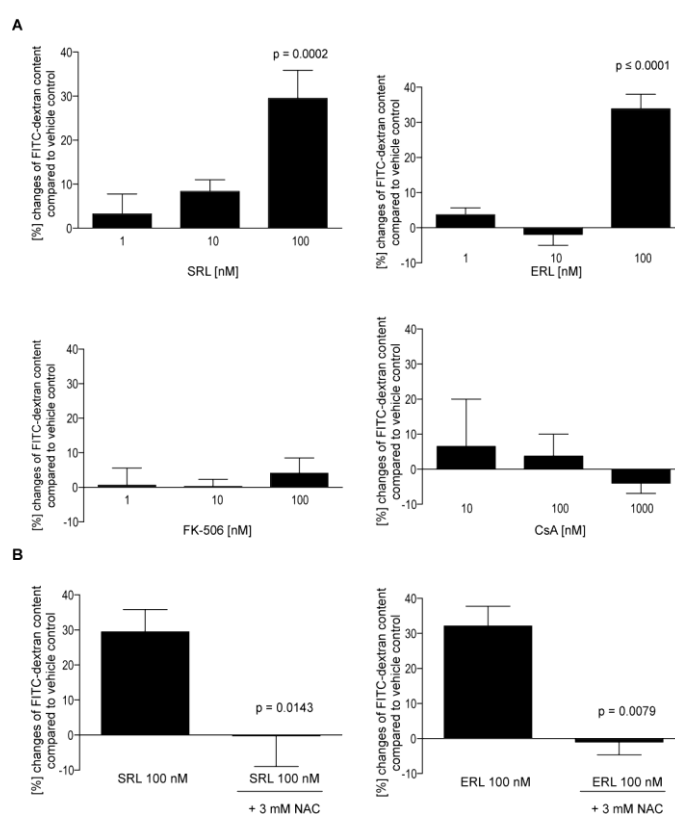 A
[%] changes of FITC-dextran content
compared to vehicle control
40
30
20
10
0
p = 0.0002
1 10 100
SRL [nM]
[%] changes of FITC-dextran content
compared to vehicle control
40
30
20
10
0
-10
p ≤ 0.0001
1 10 100
ERL [nM]
[%] changes of FITC-dextran content
compared to vehicle control
40
30
20
10
0
-10
1 10 100
FK-506 [nM]
[%] changes of FITC-dextran content
compared to vehicle control
40
30
20
10
0
-10
10 100 1000
CsA [nM]
B
[%] changes of FITC-dextran content
compared to vehicle control
40
30
20
10
0
-10
p = 0.0143
SRL 100 nM SRL 100 nM
+ 3 mM NAC
[%] changes of FITC-dextran content
compared to vehicle control
40
30
20
10
0
-10
p = 0.0079
ERL 100 nM ERL 100 nM
+ 3 mM NAC